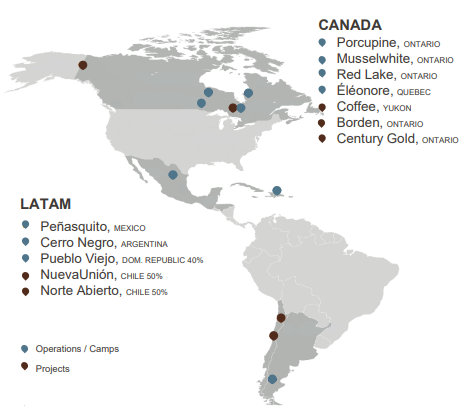 CANADA
Porcupine, ONTARIO
Musselwhite, ONTARIO
Red Lake, ONTARIO
Éléonore, QUEBEC
Coffee, YUKON
Borden, ONTARIO
Century Gold, ONTARIO
LATAM
Peñasquito, MEXICO
Cerro Negro, ARGENTINA
Pueblo Viejo, DOM. REPUBLIC 40%
NuevaUnión, CHILE 50%
Norte Abierto, CHILE 50%
Operations / Camps
Projects